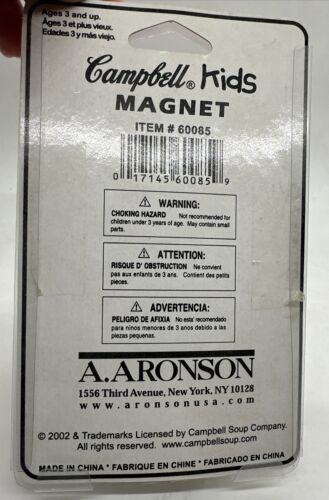 Ages 3 and up.
Ages 3 et plus vieux.
Edades 3 y más viejo.
Campbell® Kids
MAGNET
ITEM # 60085
0 17145 60085 9
⚠ WARNING:
CHOKING HAZARD Not recommended for
children under 3 years of age. May contain small
parts.
⚠ ATTENTION:
RISQUE D' OBSTRUCTION Ne convient
pas aux enfants de 3 ans. Contient des petits
pieces.
⚠ ADVERTENCIA:
PELIGRO DE AFIXIA No está' recomendado
para ninos menores de 3 anos debido a las
piezas pequenas.
A.ARONSON
1556 Third Avenue, New York, NY 10128
www.aronsonusa.com
© 2002 & Trademarks Licensed by Campbell Soup Company.
All rights reserved. www.campbellsoup.com
MADE IN CHINA * FABRIQUE EN CHINE * FABRICADO EN CHINA